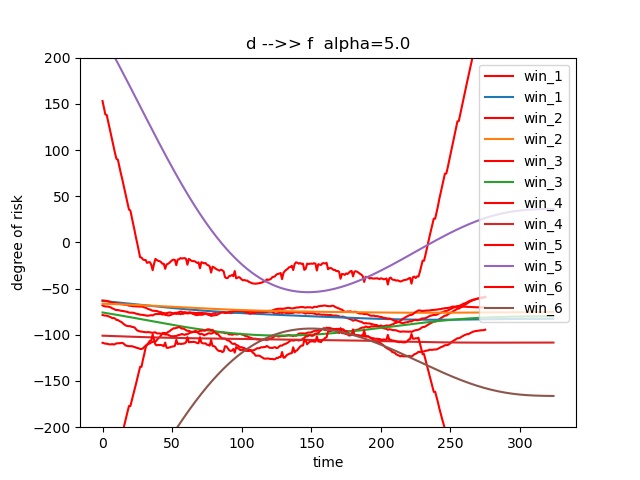 d -->> f  alpha=5.0
degree of risk
200
150
100
50
0
−50
−100
−150
−200
win_1
win_1
win_2
win_2
win_3
win_3
win_4
win_4
win_5
win_5
win_6
win_6
0
50
100
150
200
250
300
time